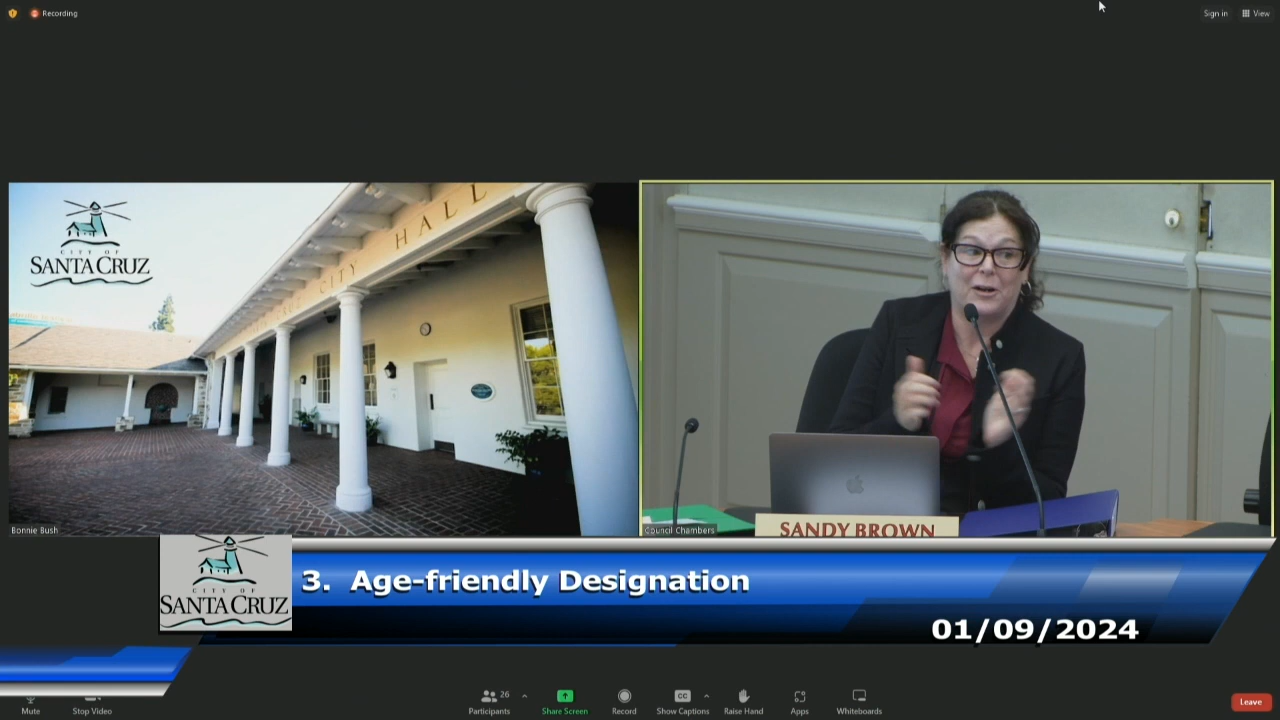 Recording
Sign in
View
CITY OF
SANTA CRUZ
CITY HALL
Bonnie Bush
Council Chambers
SANDY BROWN
CITY OF
SANTA CRUZ
3. Age-friendly Designation
01/09/2024
Mute
Stop Video
26
Participants
Share Screen
Record
CC
Show Captions
Raise Hand
Apps
Whiteboards
Leave